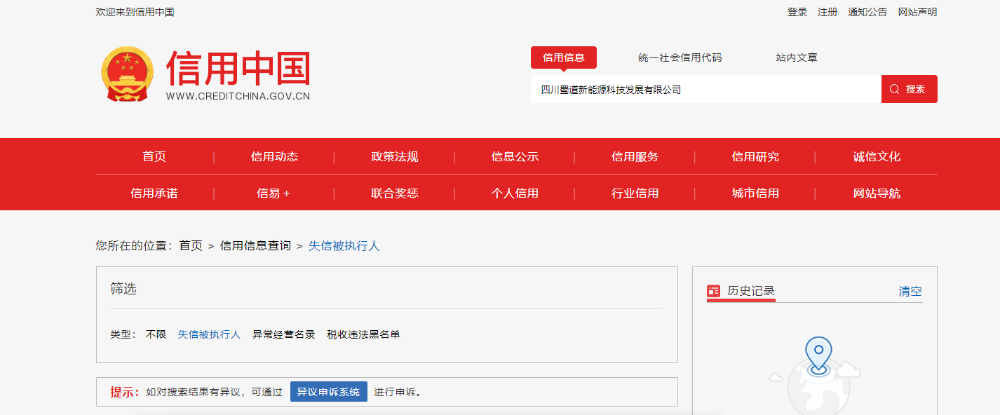 欢迎来到信用中国
登录 注册 通知公告 网站声明
信用中国
WWW.CREDITCHINA.GOV.CN
信用信息 统一社会信用代码 站内文章
四川蜀道新能源科技发展有限公司 搜索
首页 | 信用动态 | 政策法规 | 信息公示 | 信用服务 | 信用研究 | 诚信文化
信用承诺 | 信易 + | 联合奖惩 | 个人信用 | 行业信用 | 城市信用 | 网站导航
您所在的位置： 首页 > 信用信息查询 > 失信被执行人
筛选
类型： 不限 失信被执行人 异常经营名录 税收违法黑名单
提示： 如对搜索结果有异议，可通过 异议申诉系统 进行申诉。
历史记录 清空